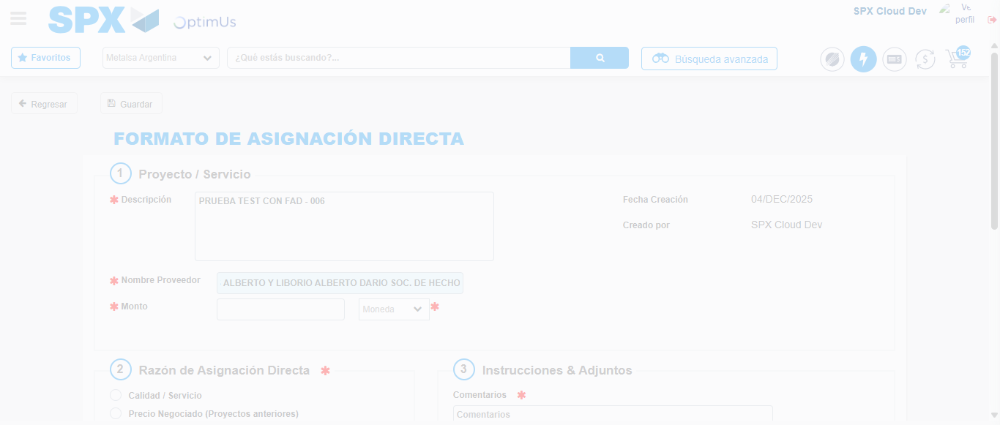 SPX
OptimUs
SPX Cloud Dev
Ve
perfil
Favoritos
Metalsa Argentina
¿Qué estás buscando?...
Búsqueda avanzada
152
Regresar
Guardar
FORMATO DE ASIGNACIÓN DIRECTA
1 Proyecto / Servicio
Descripción
PRUEBA TEST CON FAD - 006
Fecha Creación
04/DEC/2025
Creado por
SPX Cloud Dev
Nombre Proveedor
ALBERTO Y LIBORIO ALBERTO DARIO SOC. DE HECHO
Monto
Moneda
2 Razón de Asignación Directa
Calidad / Servicio
Precio Negociado (Proyectos anteriores)
3 Instrucciones & Adjuntos
Comentarios
Comentarios